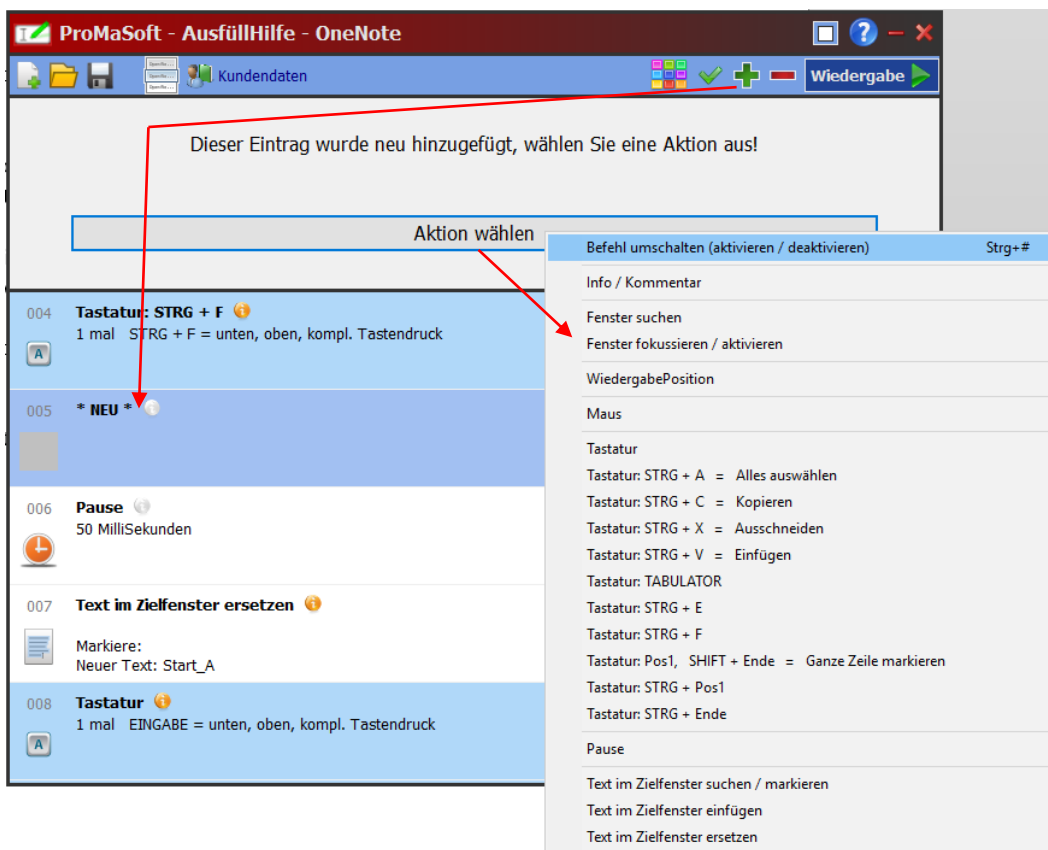 ProMaSoft - AusfüllHilfe - OneNote
Kundendaten
Wiedergabe
Dieser Eintrag wurde neu hinzugefügt, wählen Sie eine Aktion aus!
Aktion wählen
004 Tastatur: STRG + F
1 mal STRG + F = unten, oben, kompl. Tastendruck
A
005 * NEU *
006 Pause
50 MilliSekunden
007 Text im Zielfenster ersetzen
Markiere:
Neuer Text: Start_A
008 Tastatur
1 mal EINGABE = unten, oben, kompl. Tastendruck
A
Befehl umschalten (aktivieren / deaktivieren) Strg+#
Info / Kommentar
Fenster suchen
Fenster fokussieren / aktivieren
WiedergabePosition
Maus
Tastatur
Tastatur: STRG + A = Alles auswählen
Tastatur: STRG + C = Kopieren
Tastatur: STRG + X = Ausschneiden
Tastatur: STRG + V = Einfügen
Tastatur: TABULATOR
Tastatur: STRG + E
Tastatur: STRG + F
Tastatur: Pos1, SHIFT + Ende = Ganze Zeile markieren
Tastatur: STRG + Pos1
Tastatur: STRG + Ende
Pause
Text im Zielfenster suchen / markieren
Text im Zielfenster einfügen
Text im Zielfenster ersetzen